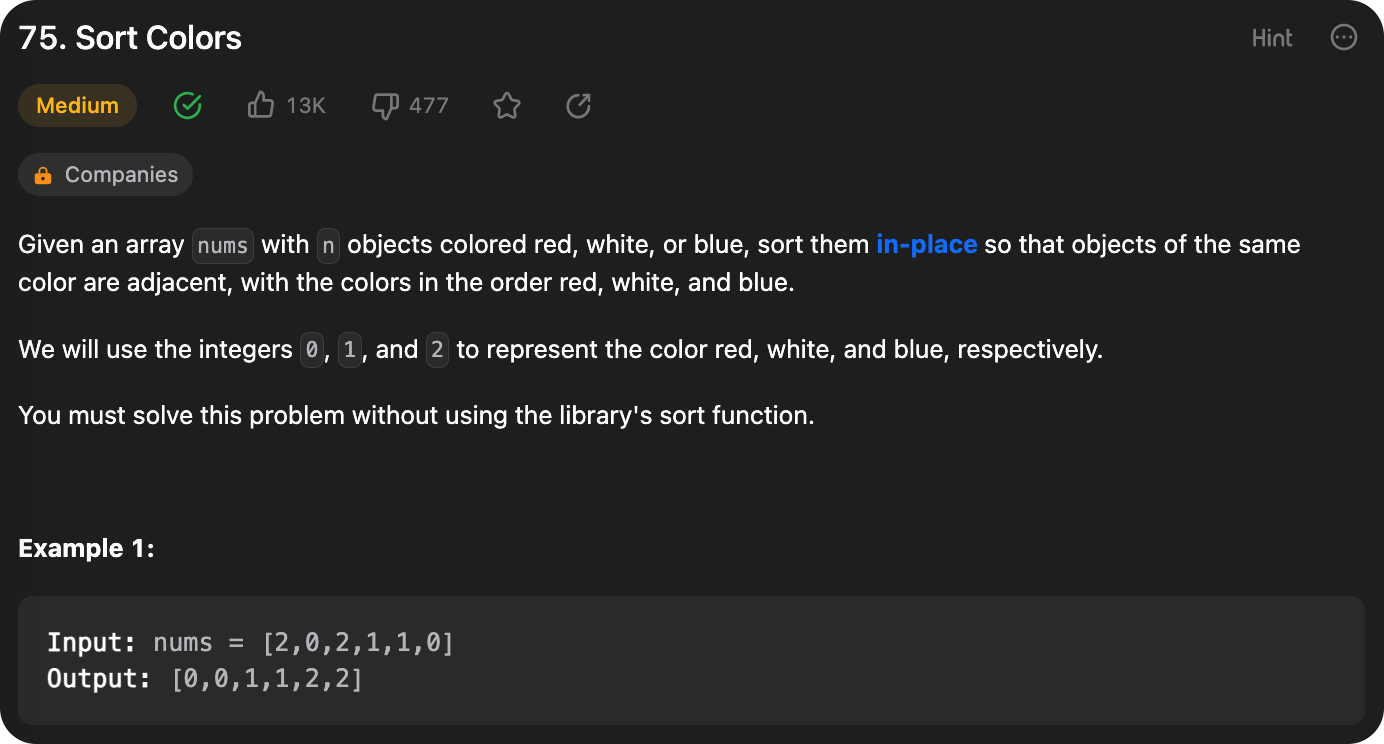 75. Sort Colors
Hint
Medium
13K
477
Companies
Given an array nums with n objects colored red, white, or blue, sort them in-place so that objects of the same
color are adjacent, with the colors in the order red, white, and blue.
We will use the integers 0, 1, and 2 to represent the color red, white, and blue, respectively.
You must solve this problem without using the library's sort function.
Example 1:
Input: nums = [2,0,2,1,1,0]
Output: [0,0,1,1,2,2]